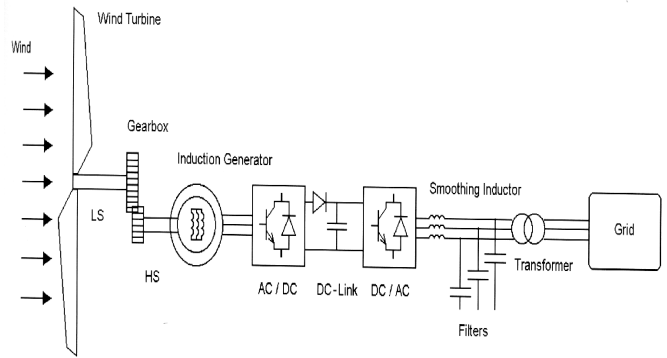 Wind Turbine
Wind
Gearbox
Induction Generator
Smoothing Inductor
LS
Grid
HS
Transformer
AC / DC
DC-Link
DC / AC
Filters